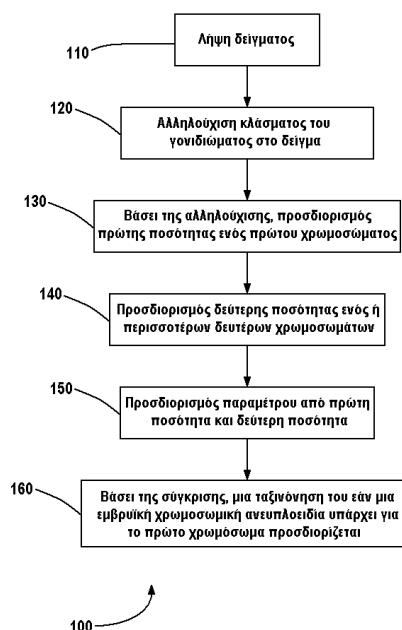 Λήψη δείγματος
110
120
Αλληλούχιση κλάσματος του
γονιδιώματος στο δείγμα
130
Βάσει της αλληλούχισης, προσδιορισμός
πρώτης ποσότητας ενός πρώτου χρωμοσώματος
140
Προσδιορισμός δεύτερης ποσότητας ενός ή
περισσοτέρων δευτέρων χρωμοσωμάτων
150
Προσδιορισμός παραμέτρου από πρώτη
ποσότητα και δεύτερη ποσότητα
160
Βάσει της σύγκρισης, μια ταξινόνηση του εάν μια
εμβρυϊκή χρωμοσωμική ανευπλοειδία υπάρχει για
το πρώτο χρωμόσωμα προσδιορίζεται
100